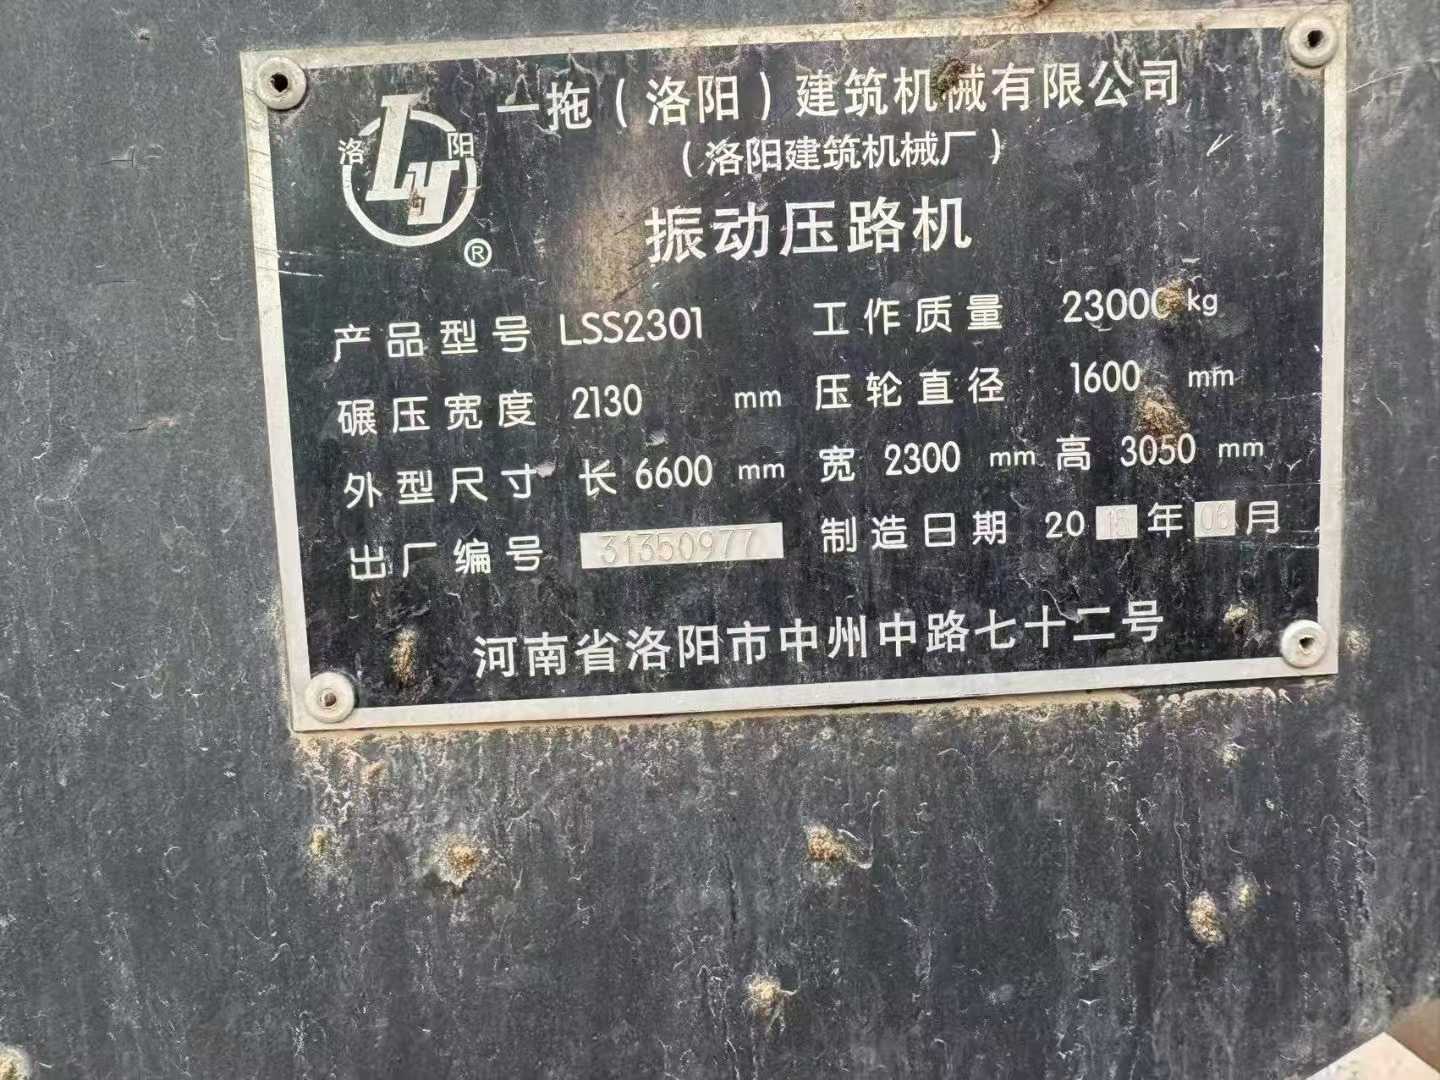 一拖（洛阳）建筑机械有限公司
（洛阳建筑机械厂）
洛 LY 阳
®
振动压路机
产品型号 LSS2301 工作质量 23000 kg
碾压宽度 2130 mm 压轮直径 1600 mm
外型尺寸 长 6600 mm 宽 2300 mm 高 3050 mm
出厂编号 31350977 制造日期 20 15 年 06 月
河南省洛阳市中州中路七十二号